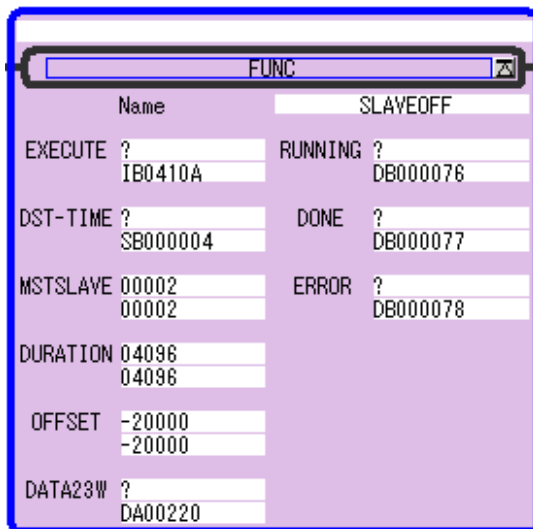 FUNC
Name SLAVEOFF
EXECUTE ? RUNNING ?
IB0410A DB000076
DST-TIME ? DONE ?
SB000004 DB000077
MSTSLAVE 00002 ERROR ?
00002 DB000078
DURATION 04096
04096
OFFSET -20000
-20000
DATA23W ?
DA00220